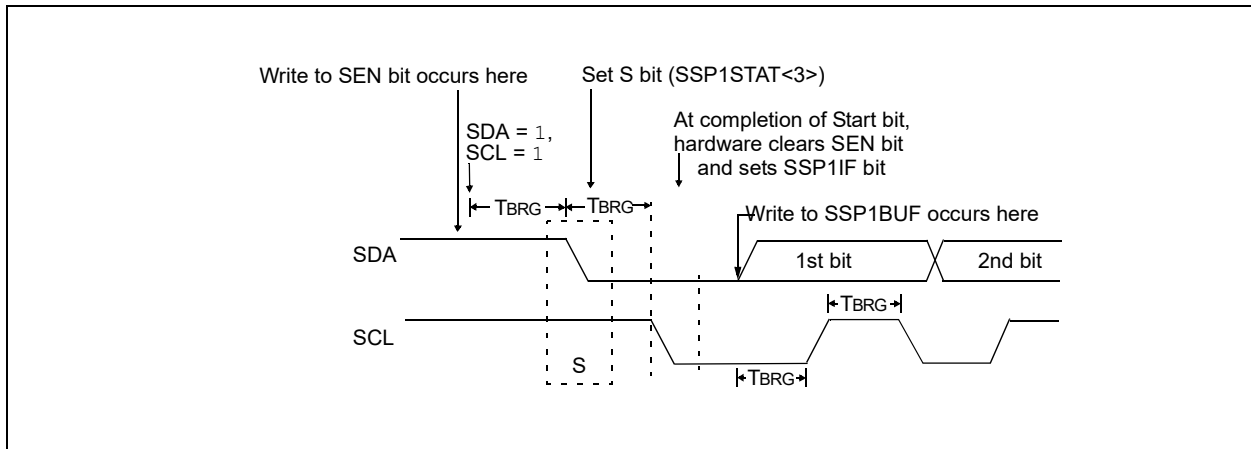 Write to SEN bit occurs here
Set S bit (SSP1STAT<3>)
SDA = 1,
SCL = 1
At completion of Start bit,
hardware clears SEN bit
and sets SSP1IF bit
TBRG
TBRG
Write to SSP1BUF occurs here
SDA
1st bit
2nd bit
TBRG
SCL
S
TBRG